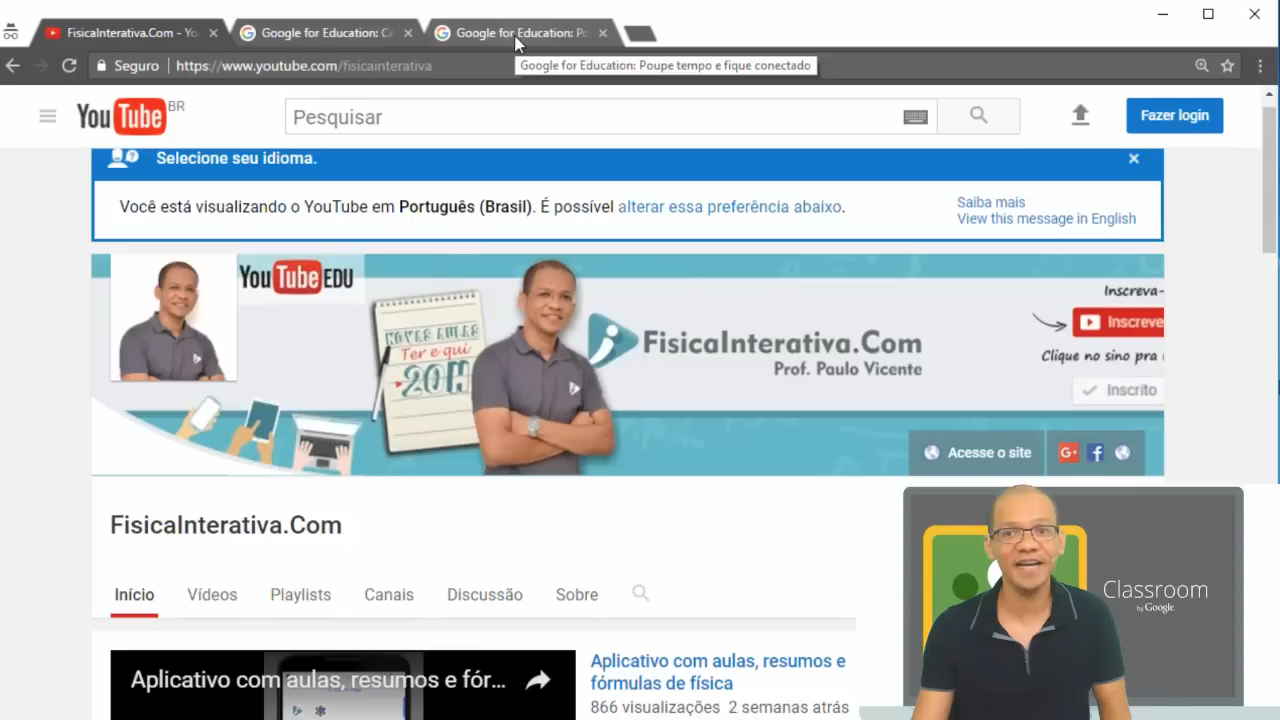 FisicaInterativa.Com - Yo
Google for Education: C
Google for Education: Po
Seguro
https://www.youtube.com/fisicainterativa
Google for Education: Poupe tempo e fique conectado
YouTube BR
Pesquisar
Fazer login
Selecione seu idioma.
Você está visualizando o YouTube em Português (Brasil). É possível alterar essa preferência abaixo.
Saiba mais
View this message in English
YouTube EDU
NOVAS AULAS
Ter e qui
2017
FisicaInterativa.Com
Prof. Paulo Vicente
Inscreva-
Inscreve
Clique no sino pra
Inscrito
Acesse o site
G+
f
FisicaInterativa.Com
Início
Vídeos
Playlists
Canais
Discussão
Sobre
Classroom
by Google
Aplicativo com aulas, resumos e fór...
Aplicativo com aulas, resumos e
fórmulas de física
866 visualizações 2 semanas atrás